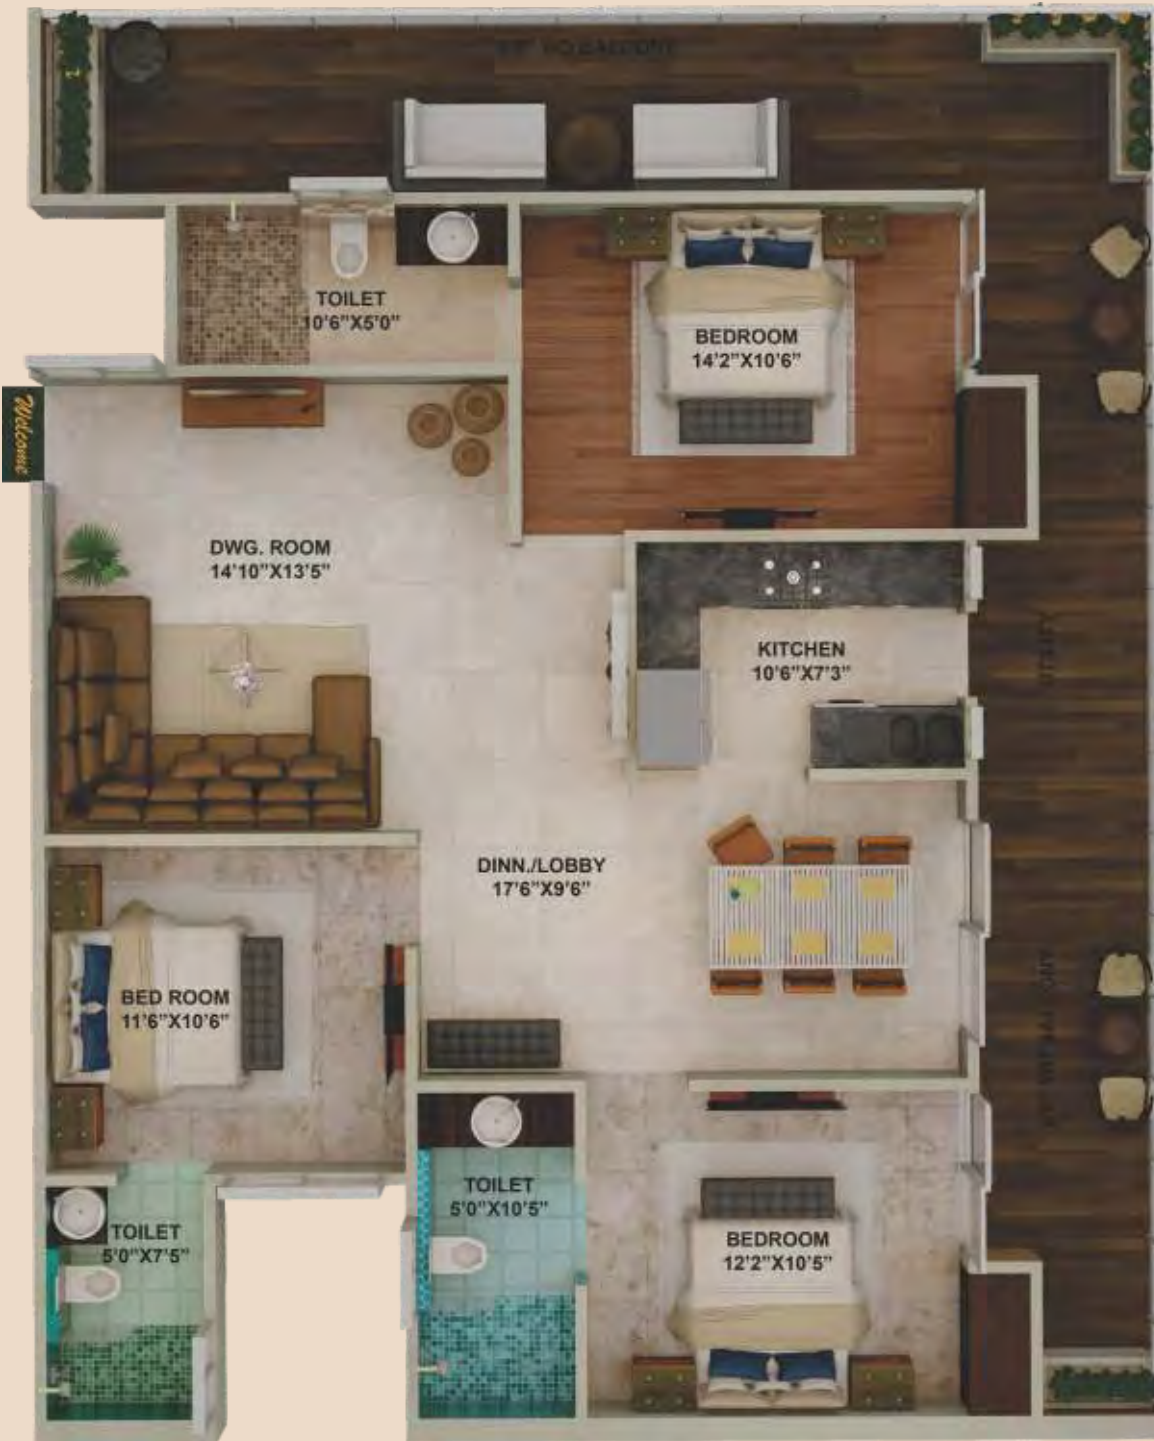 TOILET
10'6"X5'0"
BEDROOM
14'2"X10'6"
Welcome
DWG. ROOM
14'10"X13'5"
KITCHEN
10'6"X7'3"
DINN./LOBBY
17'6"X9'6"
BED ROOM
11'6"X10'6"
TOILET
5'0"X10'5"
TOILET
5'0"X7'5"
BEDROOM
12'2"X10'5"
BALCONY